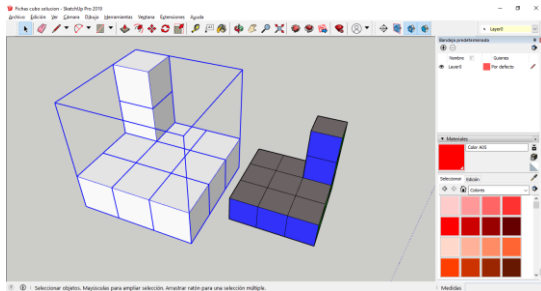 Fichas cubo solucion - SketchUp Pro 2019
Archivo Edición Ver Cámara Dibujo Herramientas Ventana Extensiones Ayuda
Layer0
Bandeja predeterminada
Nombre Guiones
Layer0 Por defecto
Materiales
Color A05
Seleccionar Edición
Colores
Seleccionar objetos. Mayúsculas para ampliar selección. Arrastrar ratón para una selección múltiple.
Medidas